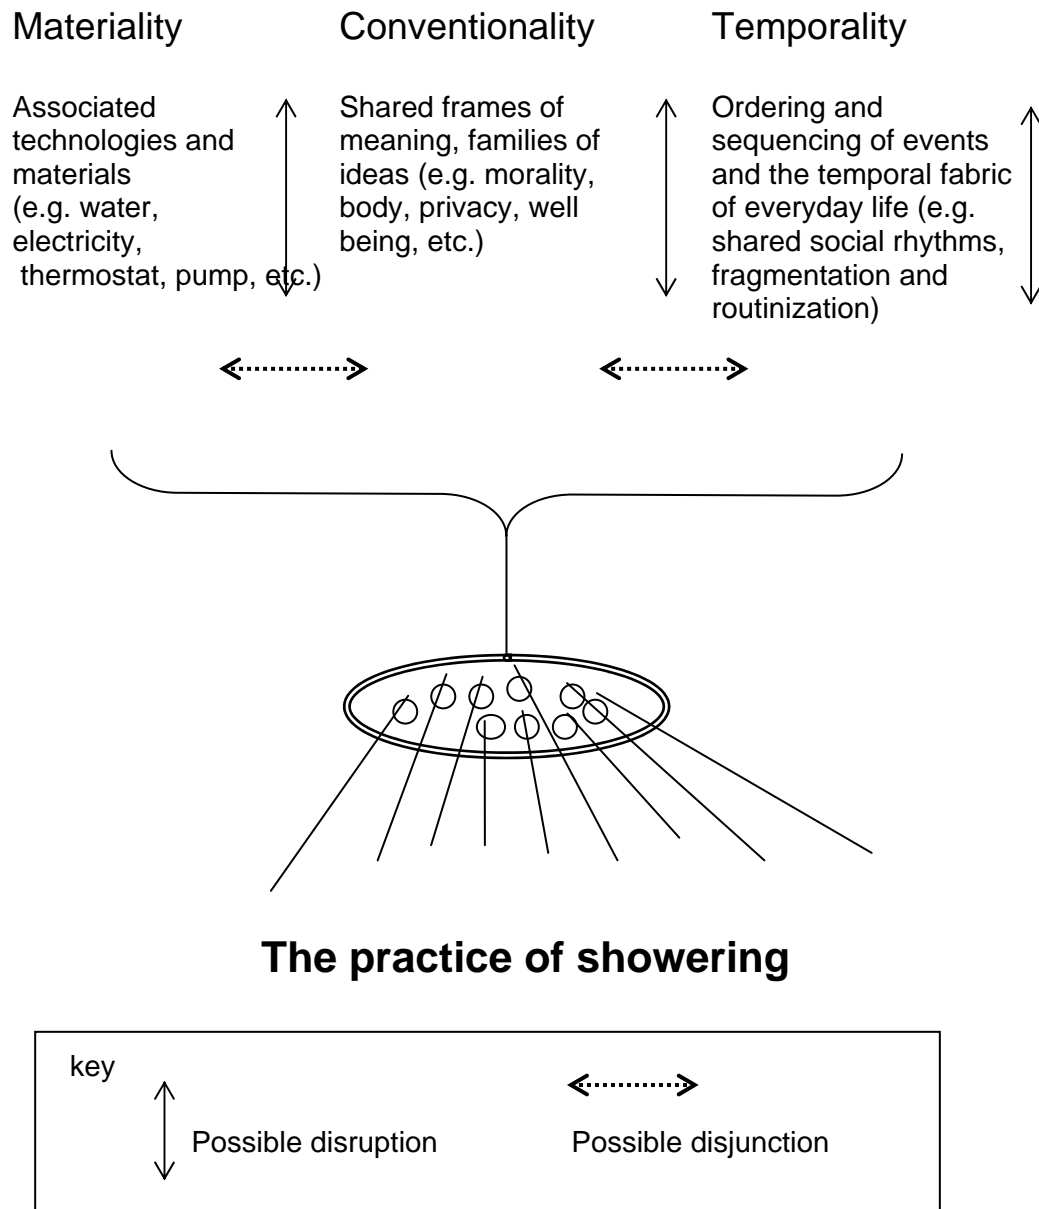 Materiality
Associated
technologies and
materials
(e.g. water,
electricity,
thermostat, pump, etc.)
Conventionality
Shared frames of
meaning, families of
ideas (e.g. morality,
body, privacy, well
being, etc.)
Temporality
Ordering and
sequencing of events
and the temporal fabric
of everyday life (e.g.
shared social rhythms,
fragmentation and
routinization)
The practice of showering
key
Possible disruption
Possible disjunction